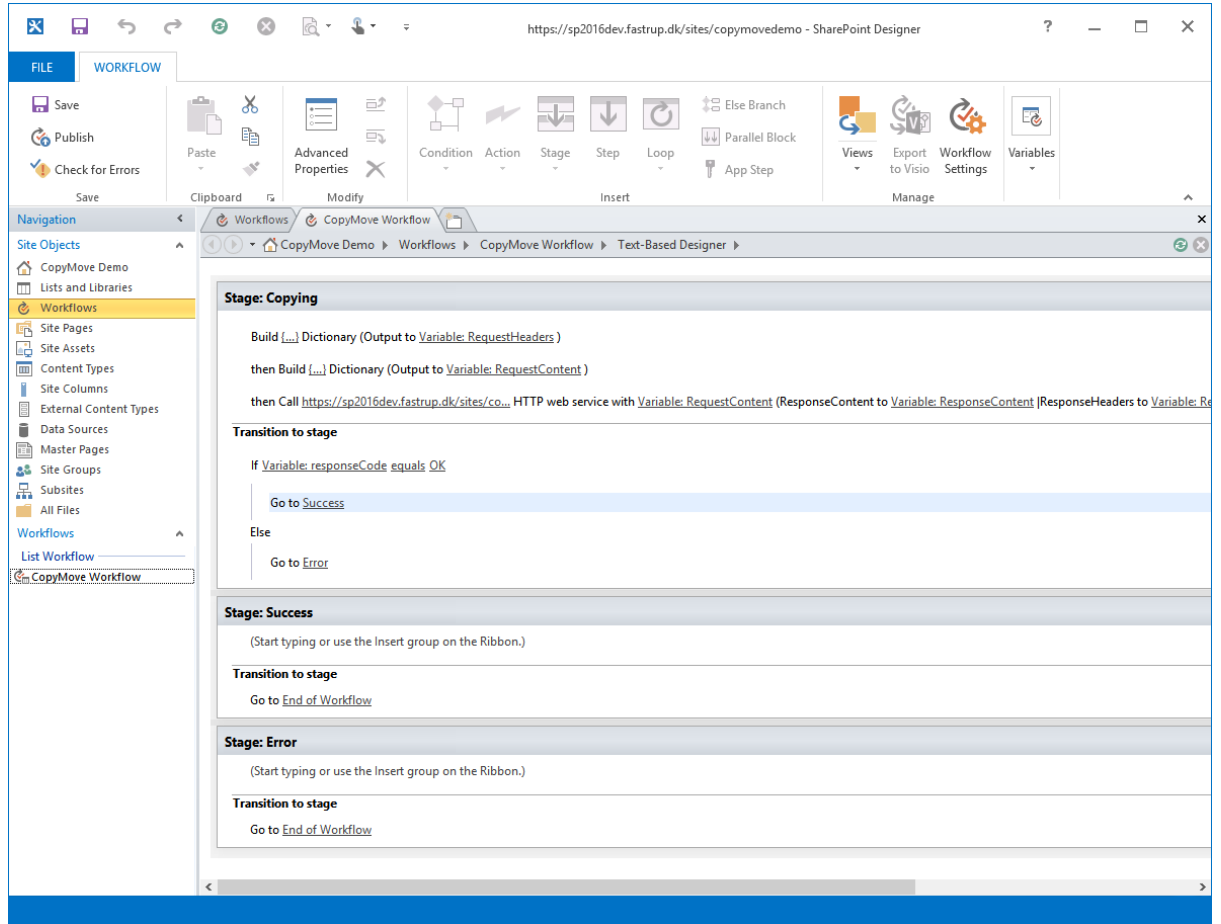 https://sp2016dev.fastrup.dk/sites/copymovedemo - SharePoint Designer
?
FILE
WORKFLOW
Save
Publish
Check for Errors
Save
Paste
Clipboard
Advanced
Properties
Modify
Condition
Action
Stage
Step
Loop
Else Branch
Parallel Block
App Step
Insert
Views
Export
to Visio
Workflow
Settings
Manage
Variables
Navigation
Site Objects
CopyMove Demo
Lists and Libraries
Workflows
Site Pages
Site Assets
Content Types
Site Columns
External Content Types
Data Sources
Master Pages
Site Groups
Subsites
All Files
Workflows
List Workflow
CopyMove Workflow
Workflows
CopyMove Workflow
CopyMove Demo
Workflows
CopyMove Workflow
Text-Based Designer
Stage: Copying
Build {...} Dictionary (Output to Variable: RequestHeaders )
then Build {...} Dictionary (Output to Variable: RequestContent )
then Call https://sp2016dev.fastrup.dk/sites/co... HTTP web service with Variable: RequestContent (ResponseContent to Variable: ResponseContent |ResponseHeaders to Variable: Re
Transition to stage
If Variable: responseCode equals OK
Go to Success
Else
Go to Error
Stage: Success
(Start typing or use the Insert group on the Ribbon.)
Transition to stage
Go to End of Workflow
Stage: Error
(Start typing or use the Insert group on the Ribbon.)
Transition to stage
Go to End of Workflow